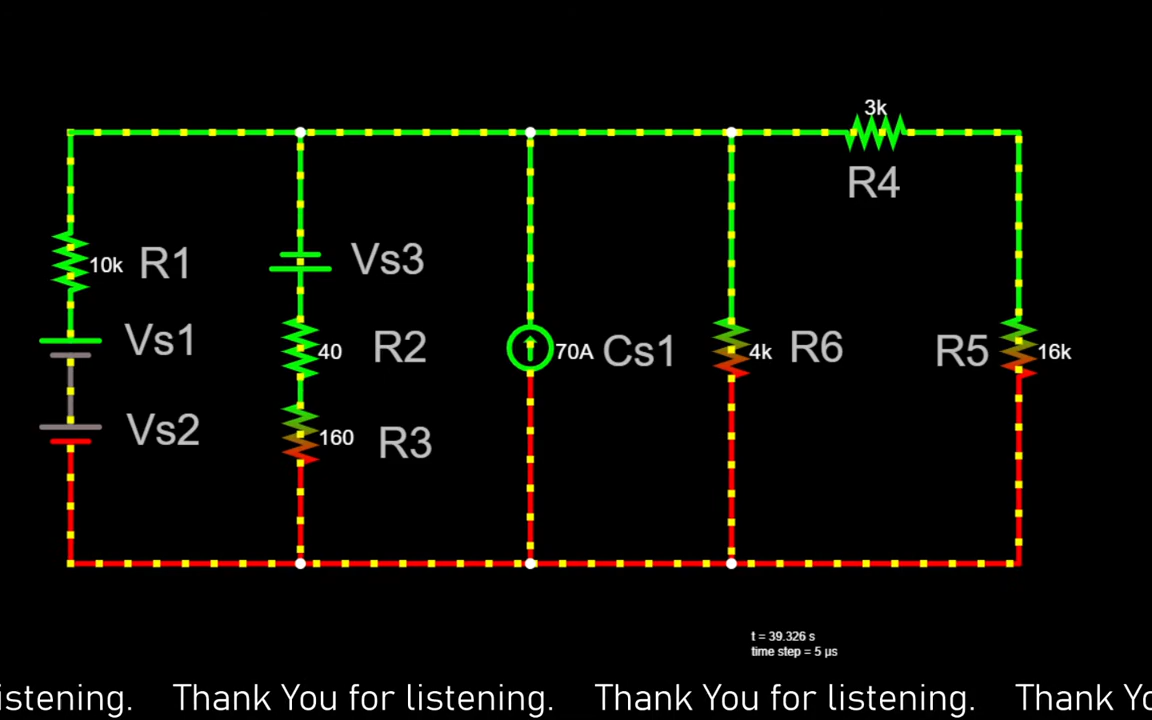 3k
R4
10k R1
Vs3
Vs1
40 R2
70A Cs1
4k R6
R5 16k
Vs2
160 R3
t = 39.326 s
time step = 5 µs
istening. Thank You for listening. Thank You for listening. Thank Yo